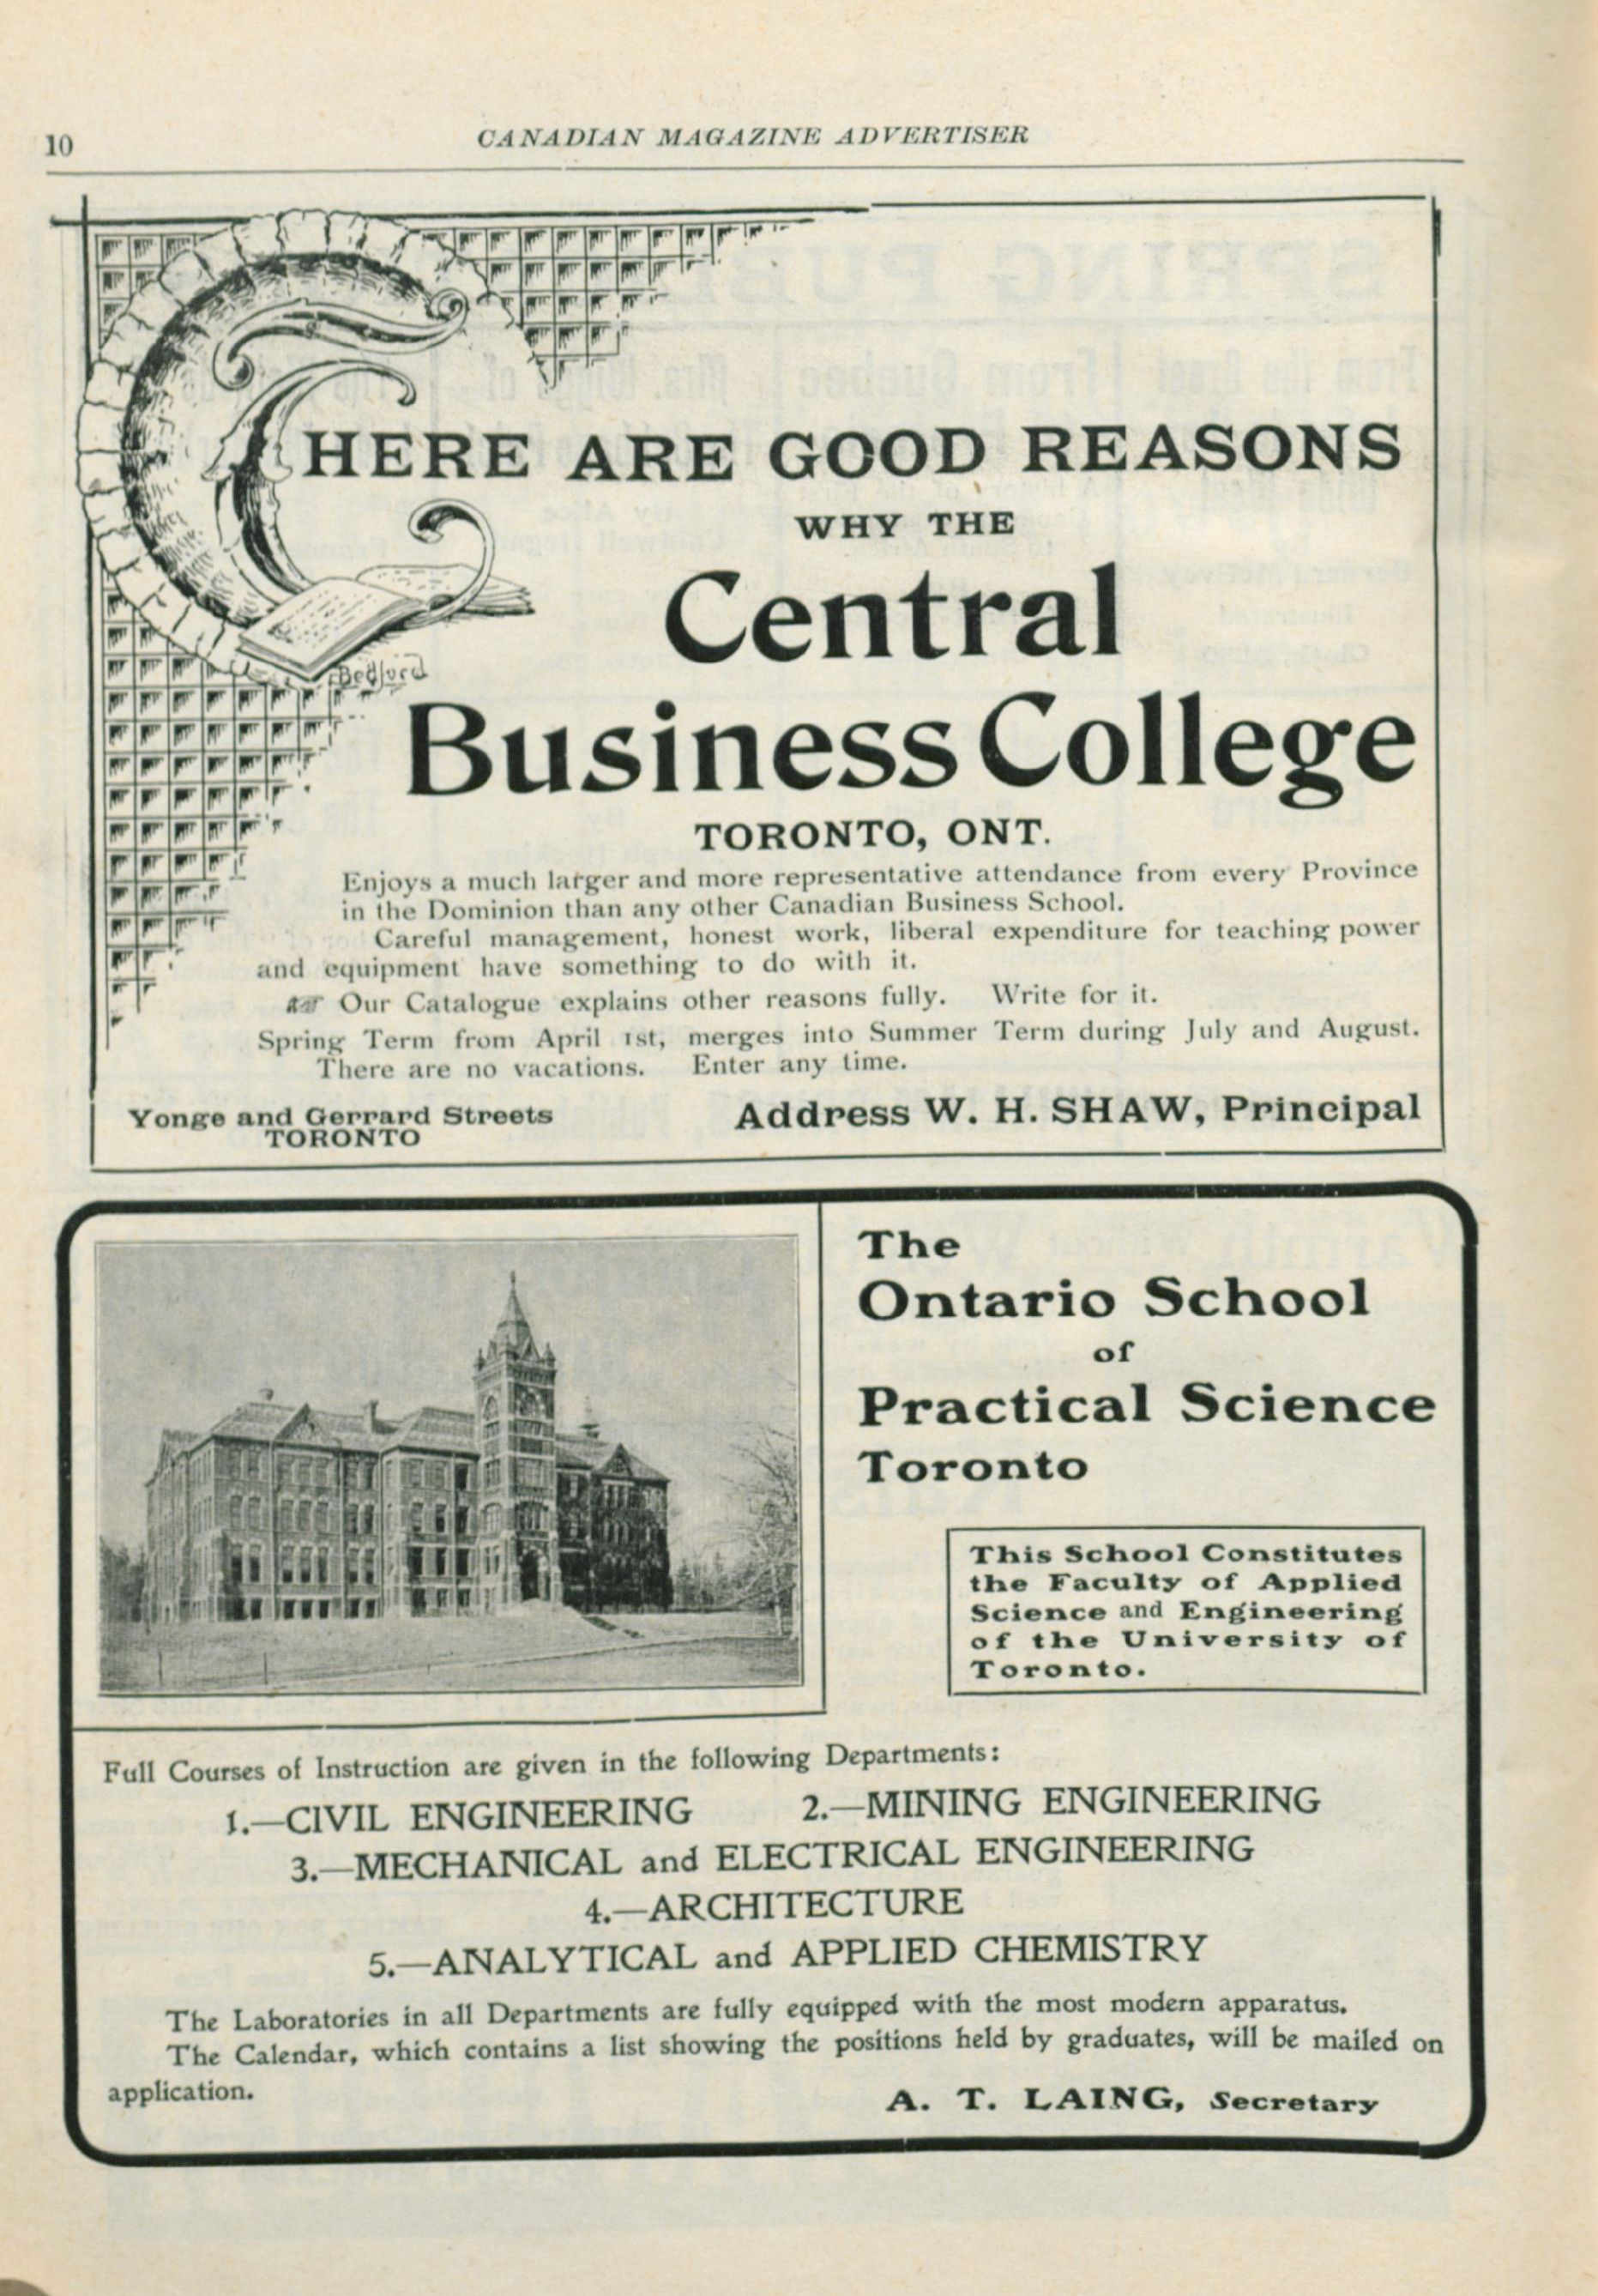 10
CANADIAN MAGAZINE ADVERTISER
THERE ARE GOOD REASONS
WHY THE
Central
Business College
Bedford
TORONTO, ONT.
Enjoys a much larger and more representative attendance from every Province
in the Dominion than any other Canadian Business School.
Careful management, honest work, liberal expenditure for teaching power
and equipment have something to do with it.
☞ Our Catalogue explains other reasons fully. Write for it.
Spring Term from April 1st, merges into Summer Term during July and August.
There are no vacations. Enter any time.
Yonge and Gerrard Streets
TORONTO
Address W. H. SHAW, Principal
The
Ontario School
of
Practical Science
Toronto
This School Constitutes
the Faculty of Applied
Science and Engineering
of the University of
Toronto.
Full Courses of Instruction are given in the following Departments:
1.—CIVIL ENGINEERING 2.—MINING ENGINEERING
3.—MECHANICAL and ELECTRICAL ENGINEERING
4.—ARCHITECTURE
5.—ANALYTICAL and APPLIED CHEMISTRY
The Laboratories in all Departments are fully equipped with the most modern apparatus.
The Calendar, which contains a list showing the positions held by graduates, will be mailed on
application.
A. T. LAING, Secretary